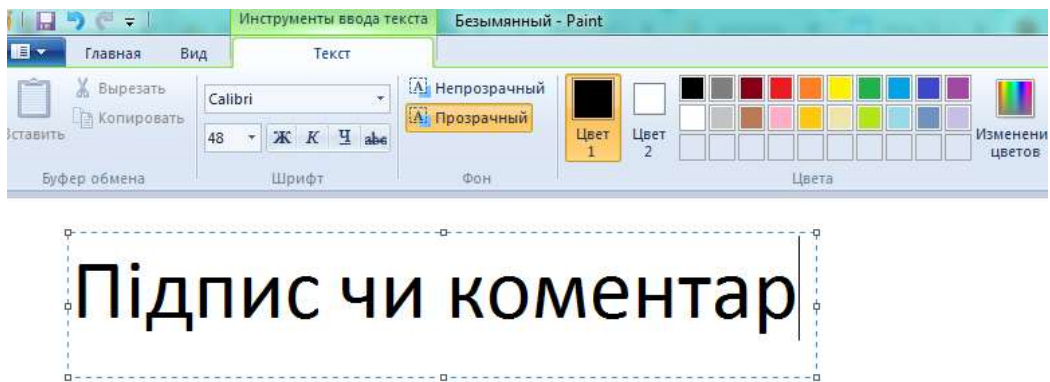 Инструменты ввода текста Безымянный - Paint
Главная Вид Текст
Вырезать
Копировать
Вставить
Calibri
48 Ж К Ч abc
Непрозрачный
Прозрачный
Цвет 1
Цвет 2
Изменени цветов
Буфер обмена Шрифт Фон Цвета
Підпис чи коментар